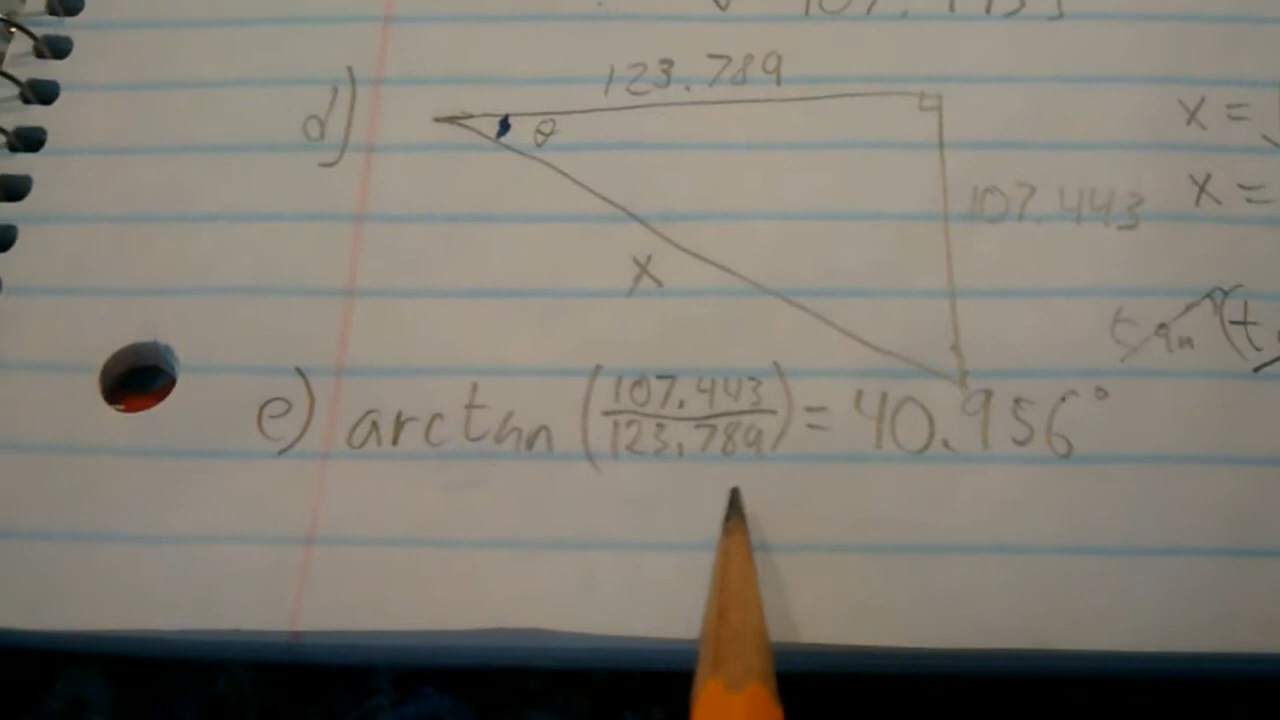 d)
123.789
θ
107.443
x
x =
x =
e) arctan (107.443/123.789) = 40.956°